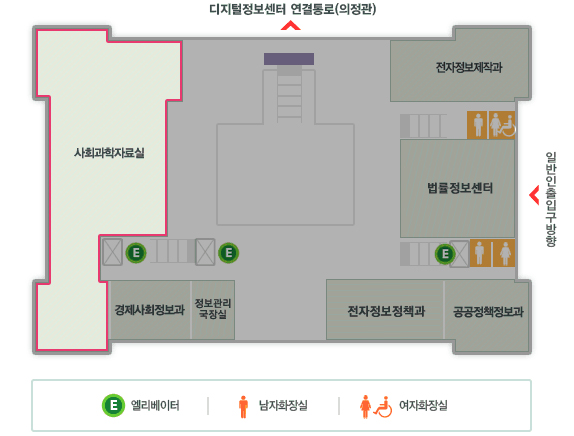 디지털정보센터 연결통로(의정관)
전자정보제작과
사회과학자료실
법률정보센터
일반인출입구방향
E
E
E
경제사회정보과
정보관리
국장실
전자정보정책과
공공정책정보과
E 엘리베이터
남자화장실
여자화장실